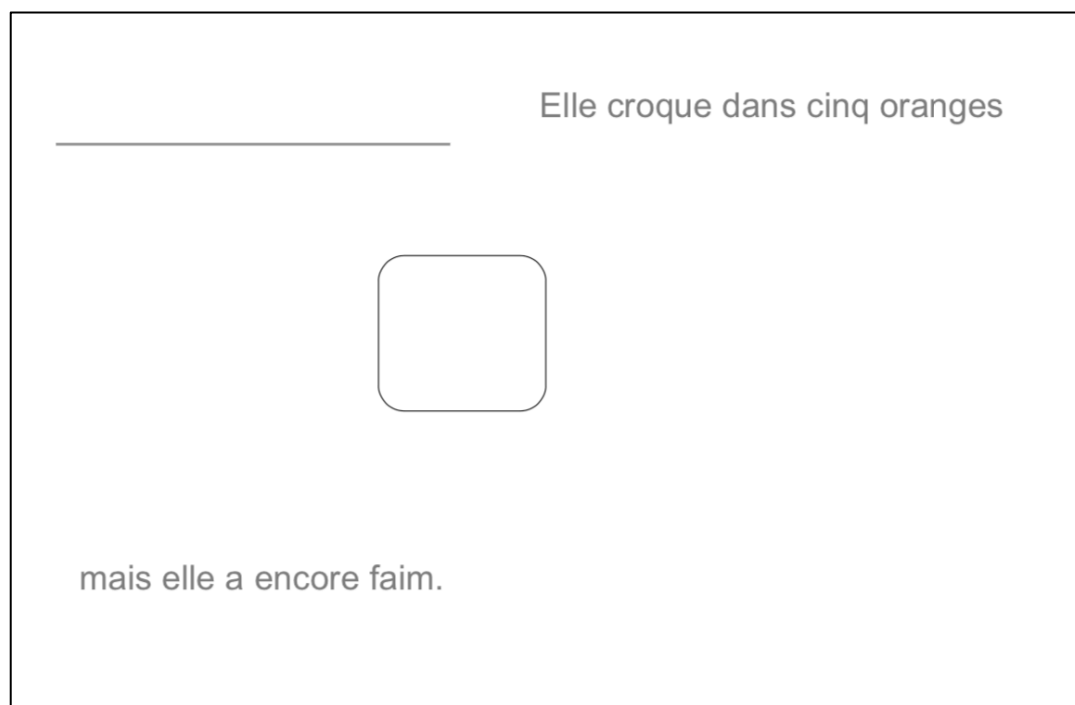 Elle croque dans cinq oranges
mais elle a encore faim.